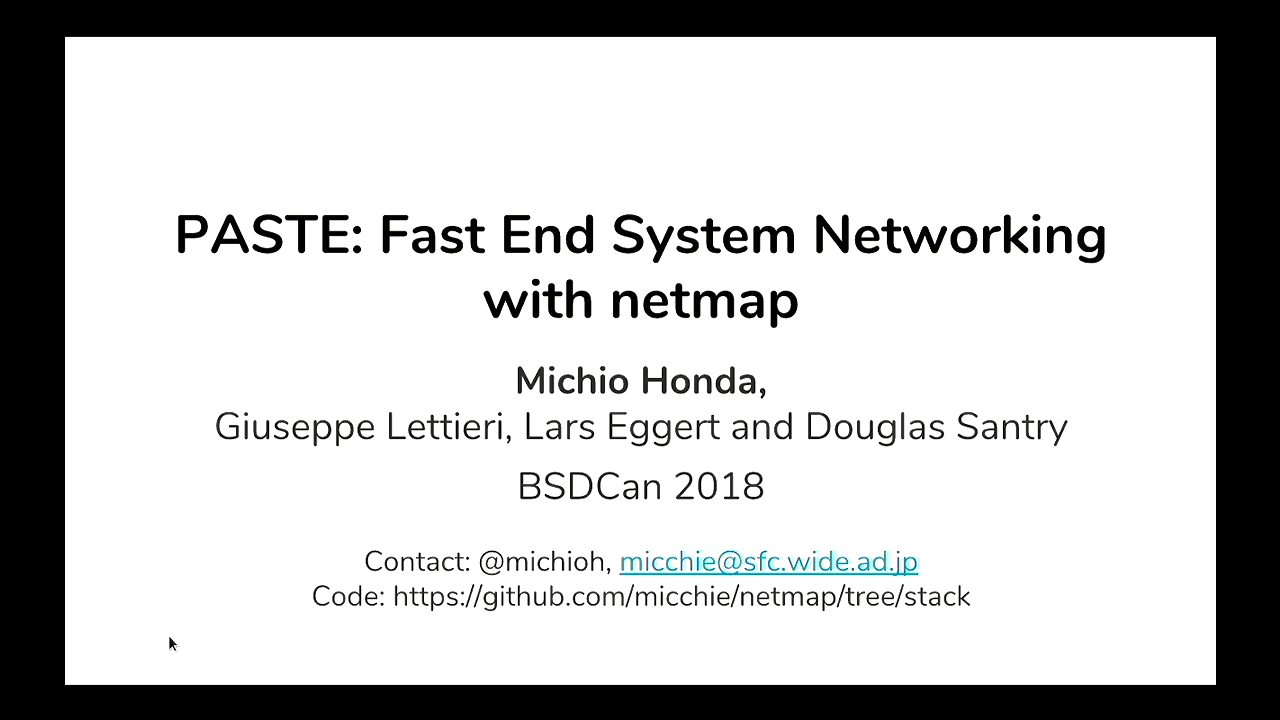 PASTE: Fast End System Networking
with netmap
Michio Honda,
Giuseppe Lettieri, Lars Eggert and Douglas Santry
BSDCan 2018
Contact: @michioh, micchie@sfc.wide.ad.jp
Code: https://github.com/micchie/netmap/tree/stack